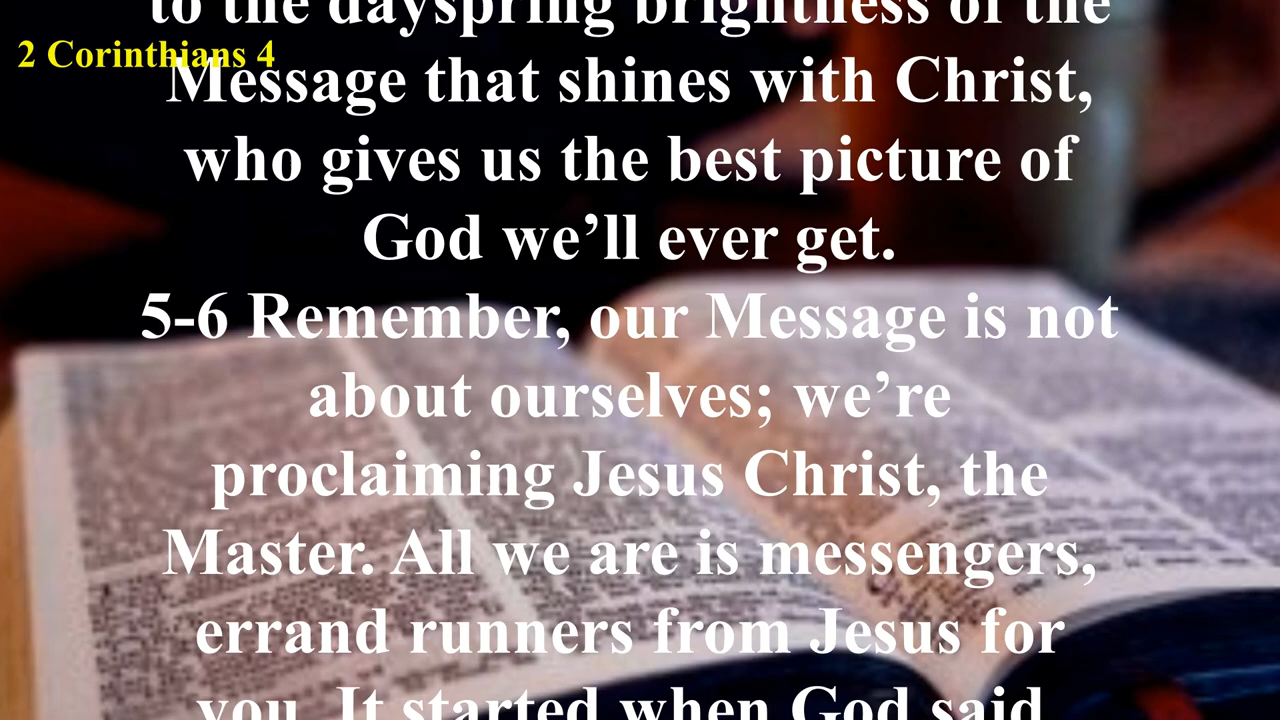 to the dayspring brightness of the
2 Corinthians 4
Message that shines with Christ,
who gives us the best picture of
God we’ll ever get.
5-6 Remember, our Message is not
about ourselves; we’re
proclaiming Jesus Christ, the
Master. All we are is messengers,
errand runners from Jesus for
you. It started when God said